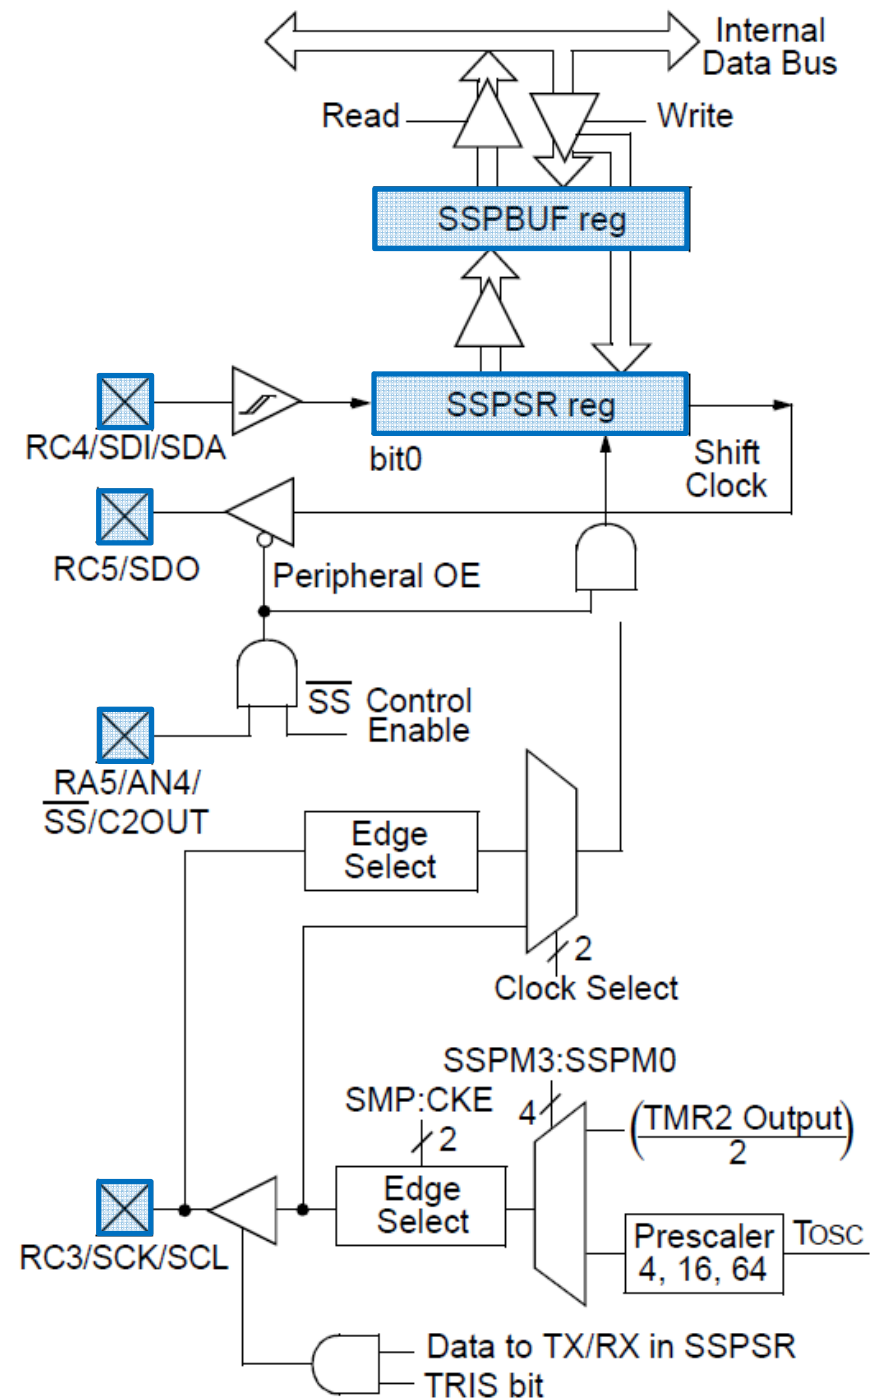 Internal
Data Bus
Read
Write
SSPBUF reg
SSPSR reg
RC4/SDI/SDA
bit0
Shift
Clock
RC5/SDO
Peripheral OE
SS Control
Enable
RA5/AN4/
SS/C2OUT
Edge
Select
2
Clock Select
SSPM3:SSPM0
SMP:CKE
4
(TMR2 Output)
2
2
Edge
Select
Prescaler
4, 16, 64
TOSC
RC3/SCK/SCL
Data to TX/RX in SSPSR
TRIS bit